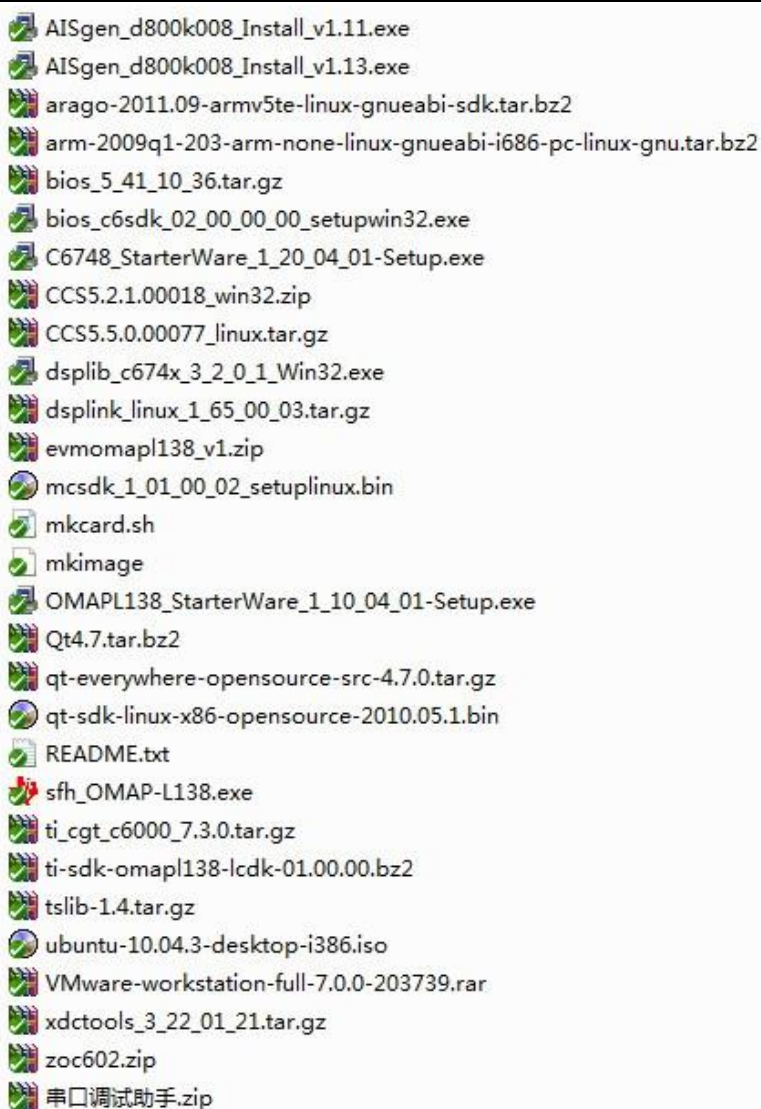 AISgen_d800k008_Install_v1.11.exe
AISgen_d800k008_Install_v1.13.exe
arago-2011.09-armv5te-linux-gnueabi-sdk.tar.bz2
arm-2009q1-203-arm-none-linux-gnueabi-i686-pc-linux-gnu.tar.bz2
bios_5_41_10_36.tar.gz
bios_c6sdk_02_00_00_00_setupwin32.exe
C6748_StarterWare_1_20_04_01-Setup.exe
CCS5.2.1.00018_win32.zip
CCS5.5.0.00077_linux.tar.gz
dsplib_c674x_3_2_0_1_Win32.exe
dsplink_linux_1_65_00_03.tar.gz
evmomapl138_v1.zip
mcsdk_1_01_00_02_setuplinux.bin
mkcard.sh
mkimage
OMAPL138_StarterWare_1_10_04_01-Setup.exe
Qt4.7.tar.bz2
qt-everywhere-opensource-src-4.7.0.tar.gz
qt-sdk-linux-x86-opensource-2010.05.1.bin
README.txt
sfh_OMAP-L138.exe
ti_cgt_c6000_7.3.0.tar.gz
ti-sdk-omapl138-lcdk-01.00.00.bz2
tslib-1.4.tar.gz
ubuntu-10.04.3-desktop-i386.iso
VMware-workstation-full-7.0.0-203739.rar
xdctools_3_22_01_21.tar.gz
zoc602.zip
串口调试助手.zip